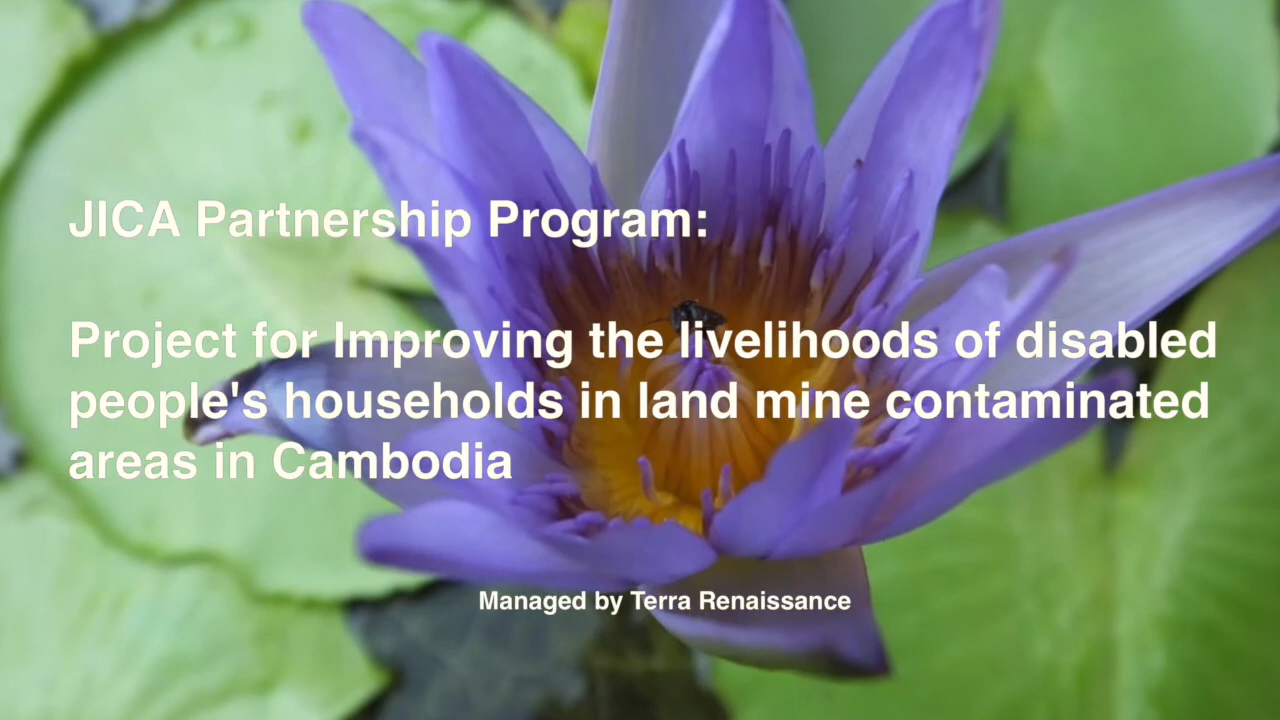 JICA Partnership Program:
Project for Improving the livelihoods of disabled
people's households in land mine contaminated
areas in Cambodia
Managed by Terra Renaissance